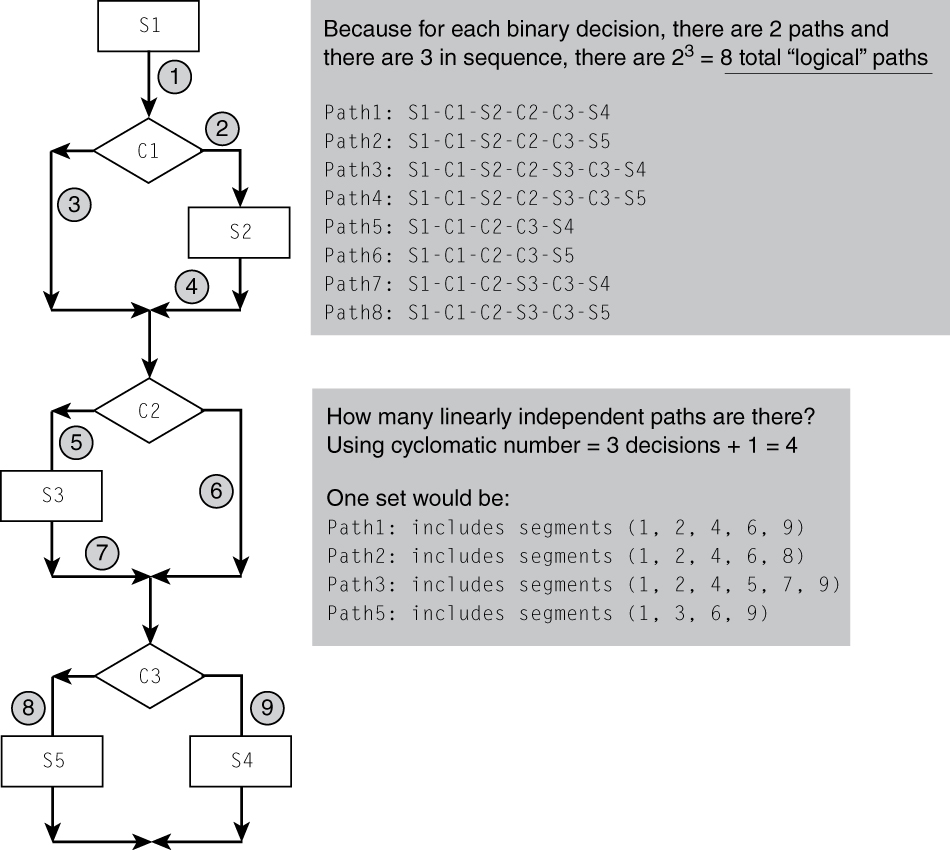 S1
1
C1
2
3
S2
4
C2
5
6
S3
7
C3
8
9
S5
S4
Because for each binary decision, there are 2 paths and
there are 3 in sequence, there are 2³ = 8 total “logical” paths
Path1: S1-C1-S2-C2-C3-S4
Path2: S1-C1-S2-C2-C3-S5
Path3: S1-C1-S2-C2-S3-C3-S4
Path4: S1-C1-S2-C2-S3-C3-S5
Path5: S1-C1-C2-C3-S4
Path6: S1-C1-C2-C3-S5
Path7: S1-C1-C2-S3-C3-S4
Path8: S1-C1-C2-S3-C3-S5
How many linearly independent paths are there?
Using cyclomatic number = 3 decisions + 1 = 4
One set would be:
Path1: includes segments (1, 2, 4, 6, 9)
Path2: includes segments (1, 2, 4, 6, 8)
Path3: includes segments (1, 2, 4, 5, 7, 9)
Path5: includes segments (1, 3, 6, 9)